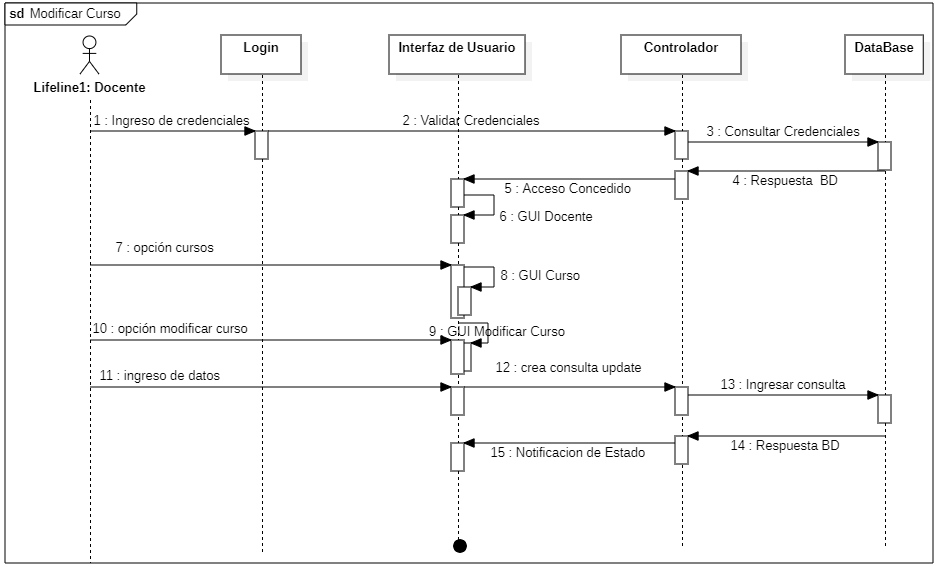 sd Modificar Curso
Login
Interfaz de Usuario
Controlador
DataBase
Lifeline1: Docente
1 : Ingreso de credenciales
2 : Validar Credenciales
3 : Consultar Credenciales
4 : Respuesta  BD
5 : Acceso Concedido
6 : GUI Docente
7 : opción cursos
8 : GUI Curso
10 : opción modificar curso
9 : GUI Modificar Curso
12 : crea consulta update
11 : ingreso de datos
13 : Ingresar consulta
14 : Respuesta BD
15 : Notificacion de Estado